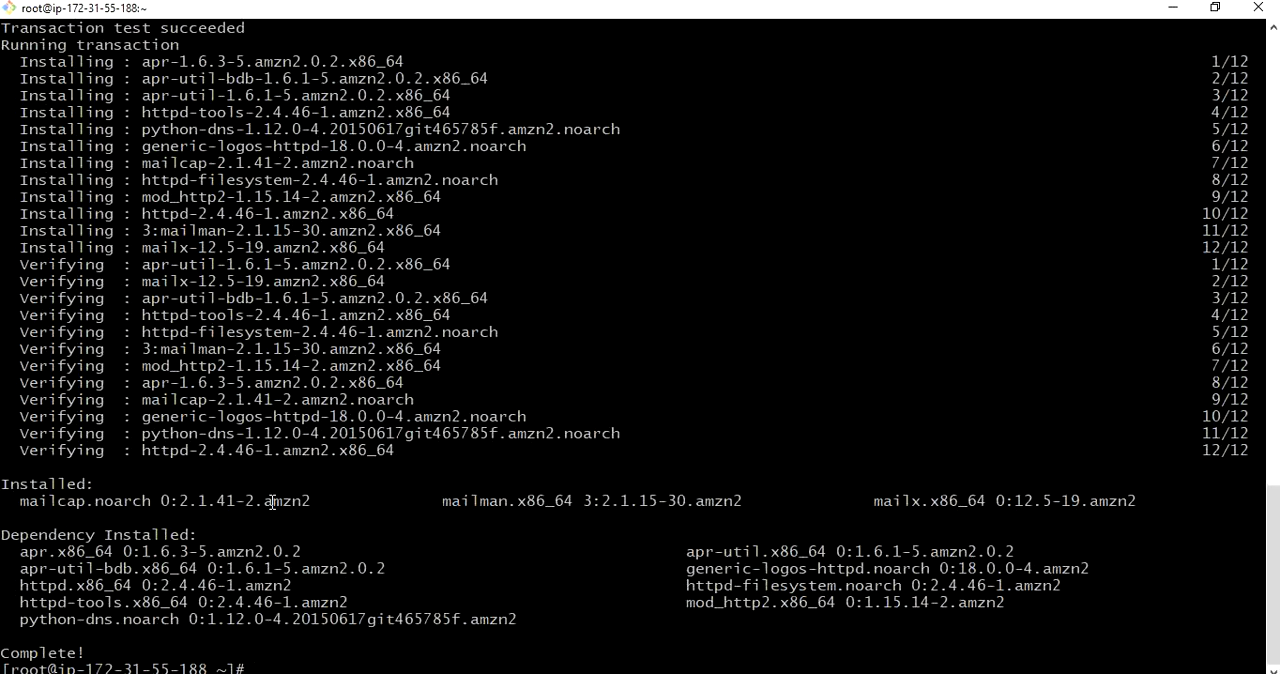 root@ip-172-31-55-188:~
Transaction test succeeded
Running transaction
Installing : apr-1.6.3-5.amzn2.0.2.x86_64 1/12
Installing : apr-util-bdb-1.6.1-5.amzn2.0.2.x86_64 2/12
Installing : apr-util-1.6.1-5.amzn2.0.2.x86_64 3/12
Installing : httpd-tools-2.4.46-1.amzn2.x86_64 4/12
Installing : python-dns-1.12.0-4.20150617git465785f.amzn2.noarch 5/12
Installing : generic-logos-httpd-18.0.0-4.amzn2.noarch 6/12
Installing : mailcap-2.1.41-2.amzn2.noarch 7/12
Installing : httpd-filesystem-2.4.46-1.amzn2.noarch 8/12
Installing : mod_http2-1.15.14-2.amzn2.x86_64 9/12
Installing : httpd-2.4.46-1.amzn2.x86_64 10/12
Installing : 3:mailman-2.1.15-30.amzn2.x86_64 11/12
Installing : mailx-12.5-19.amzn2.x86_64 12/12
Verifying : apr-util-1.6.1-5.amzn2.0.2.x86_64 1/12
Verifying : mailx-12.5-19.amzn2.x86_64 2/12
Verifying : apr-util-bdb-1.6.1-5.amzn2.0.2.x86_64 3/12
Verifying : httpd-tools-2.4.46-1.amzn2.x86_64 4/12
Verifying : httpd-filesystem-2.4.46-1.amzn2.noarch 5/12
Verifying : 3:mailman-2.1.15-30.amzn2.x86_64 6/12
Verifying : mod_http2-1.15.14-2.amzn2.x86_64 7/12
Verifying : apr-1.6.3-5.amzn2.0.2.x86_64 8/12
Verifying : mailcap-2.1.41-2.amzn2.noarch 9/12
Verifying : generic-logos-httpd-18.0.0-4.amzn2.noarch 10/12
Verifying : python-dns-1.12.0-4.20150617git465785f.amzn2.noarch 11/12
Verifying : httpd-2.4.46-1.amzn2.x86_64 12/12
Installed:
mailcap.noarch 0:2.1.41-2.amzn2 mailman.x86_64 3:2.1.15-30.amzn2 mailx.x86_64 0:12.5-19.amzn2
Dependency Installed:
apr.x86_64 0:1.6.3-5.amzn2.0.2 apr-util.x86_64 0:1.6.1-5.amzn2.0.2
apr-util-bdb.x86_64 0:1.6.1-5.amzn2.0.2 generic-logos-httpd.noarch 0:18.0.0-4.amzn2
httpd.x86_64 0:2.4.46-1.amzn2 httpd-filesystem.noarch 0:2.4.46-1.amzn2
httpd-tools.x86_64 0:2.4.46-1.amzn2 mod_http2.x86_64 0:1.15.14-2.amzn2
python-dns.noarch 0:1.12.0-4.20150617git465785f.amzn2
Complete!
[root@ip-172-31-55-188 ~]#